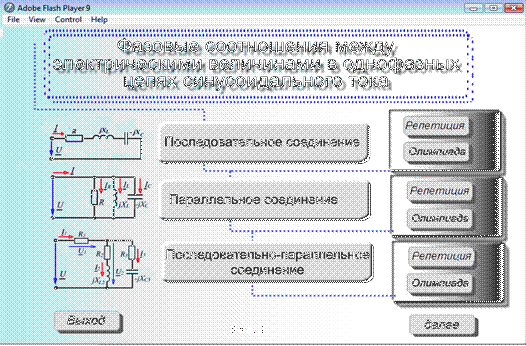 Adobe Flash Player 9
File View Control Help
Фазовые соотношения между
электрическими величинами в однофазных
цепях синусоидального тока
Последовательное соединение
Репетиция
Олимпиада
Параллельное соединение
Репетиция
Олимпиада
Последовательно-параллельное
соединение
Репетиция
Олимпиада
Выход
далее